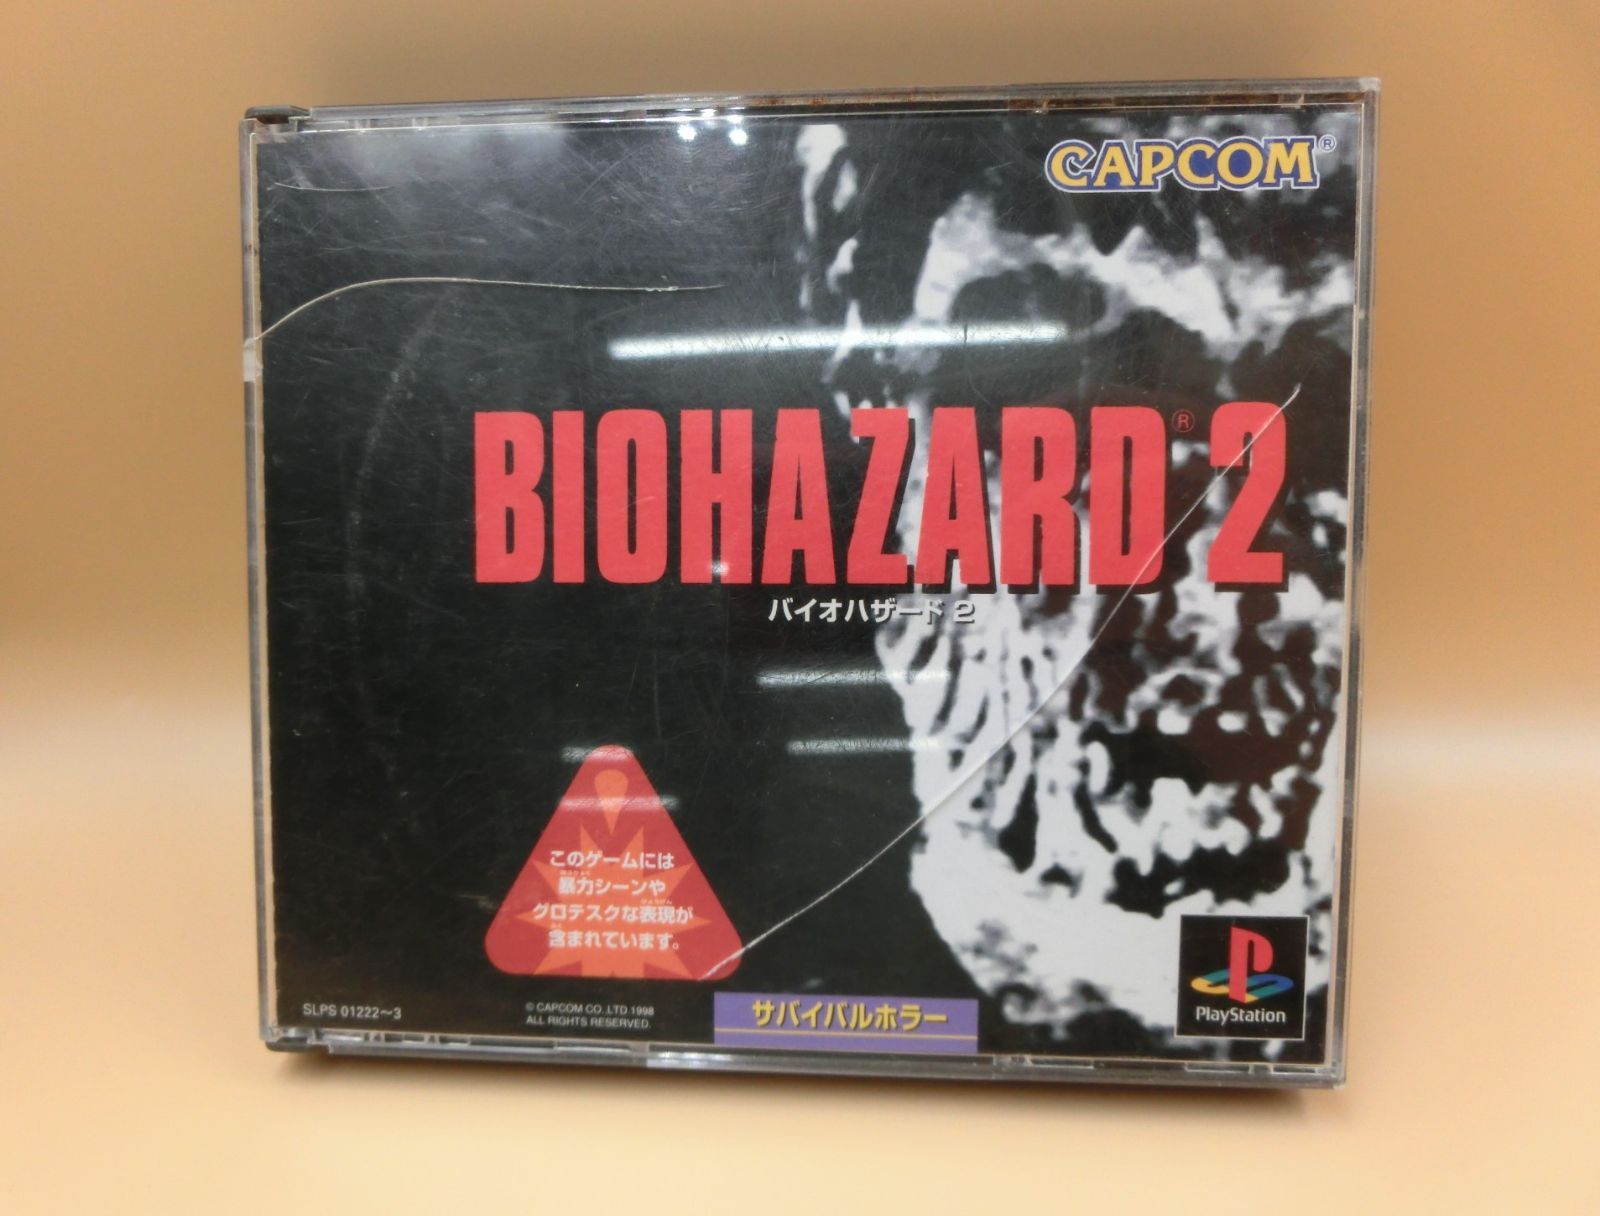 CAPCOM®
BIOHAZARD® 2
バイオハザード 2
このゲームには
暴力シーンや
グロテスクな表現が
含まれています。
SLPS 01222〜3
© CAPCOM CO.,LTD.1998
ALL RIGHTS RESERVED.
サバイバルホラー
PlayStation